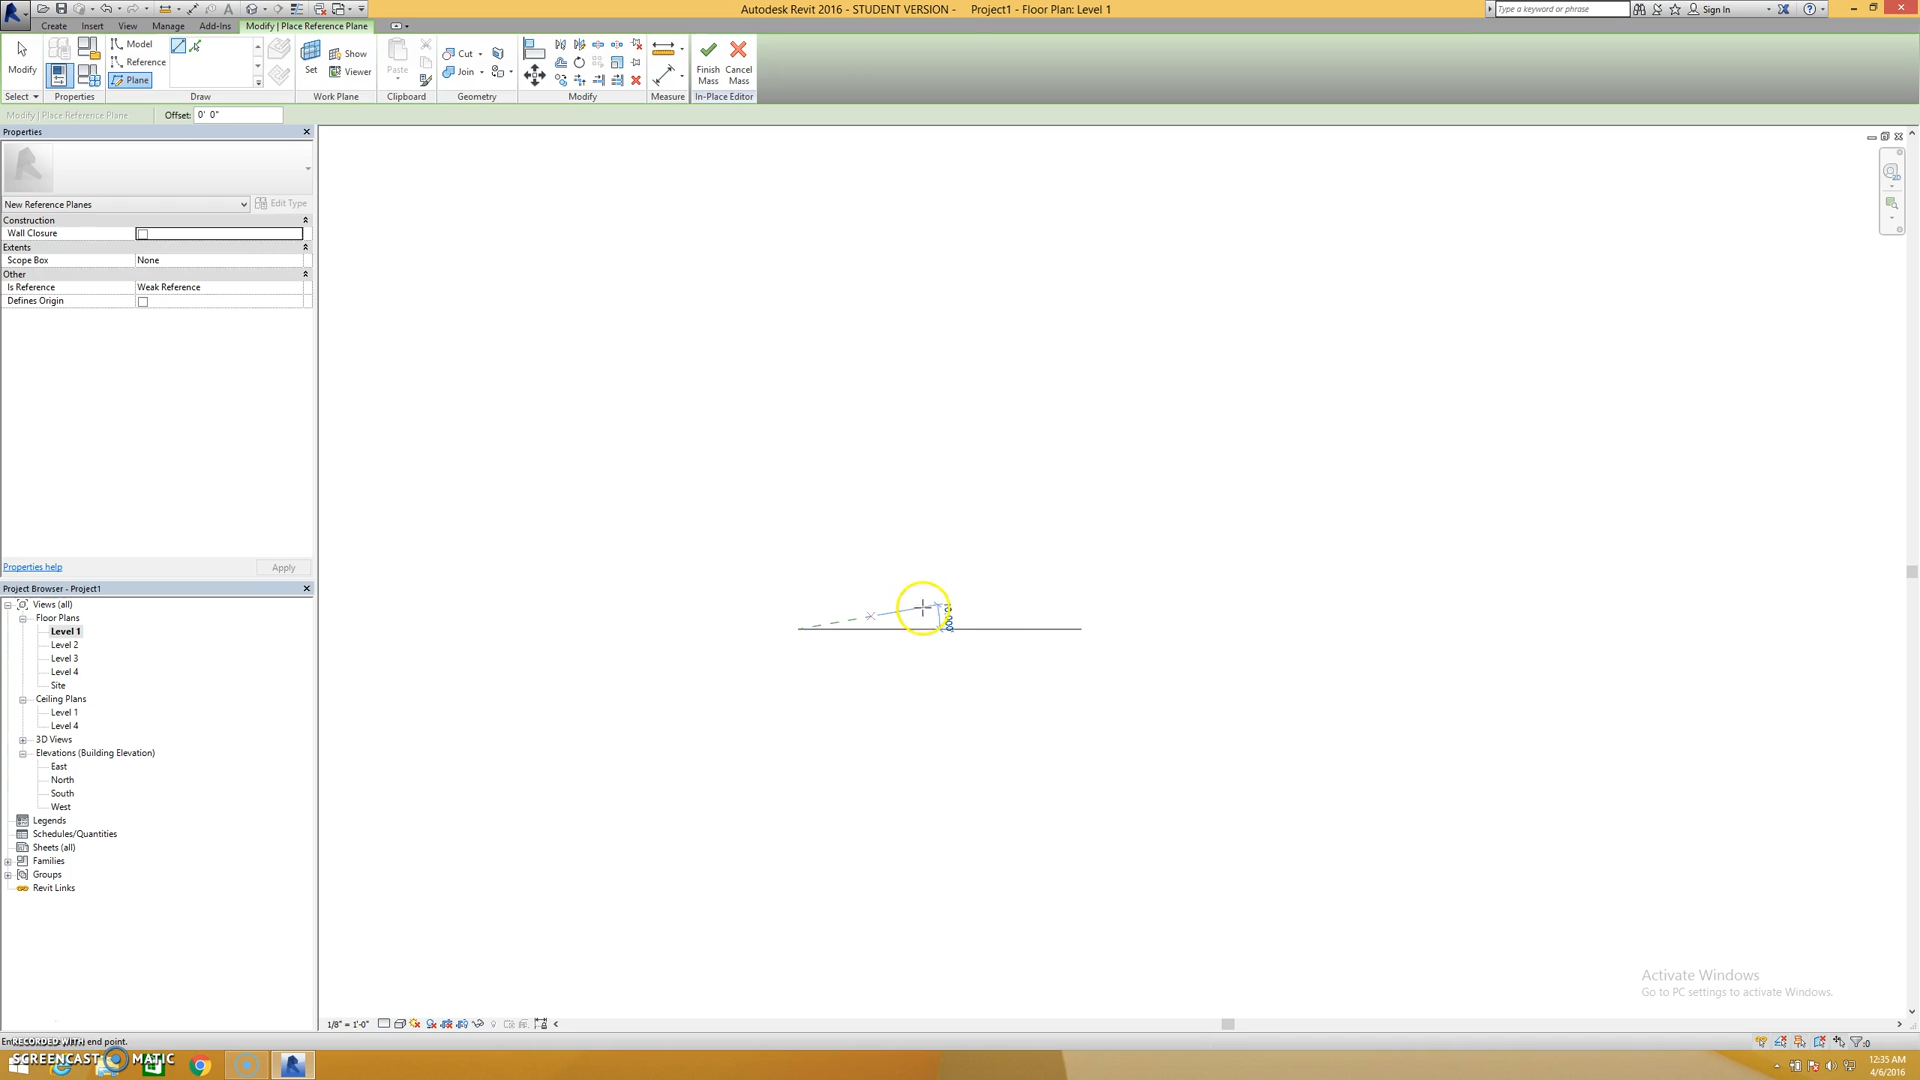 Autodesk Revit 2016 - STUDENT VERSION - Project1 - Floor Plan: Level 1
Type a keyword or phrase
Sign In
Create Insert View Manage Add-Ins Modify | Place Reference Plane
Modify
Model
Reference
Plane
Set
Show
Viewer
Paste
Cut
Join
Finish Mass
Cancel Mass
Select Properties Draw Work Plane Clipboard Geometry Modify Measure In-Place Editor
Modify | Place Reference Plane Offset: 0' 0"
Properties
New Reference Planes Edit Type
Construction
Wall Closure
Extents
Scope Box None
Other
Is Reference Weak Reference
Defines Origin
Properties help Apply
Project Browser - Project1
Views (all)
Floor Plans
Level 1
Level 2
Level 3
Level 4
Site
Ceiling Plans
Level 1
Level 4
3D Views
Elevations (Building Elevation)
East
North
South
West
Legends
Schedules/Quantities
Sheets (all)
Families
Groups
Revit Links
Activate Windows
Go to PC settings to activate Windows.
1/8" = 1'-0"
end point.
RECORDED WITH
SCREENCAST MATIC
:0
12:35 AM
4/6/2016